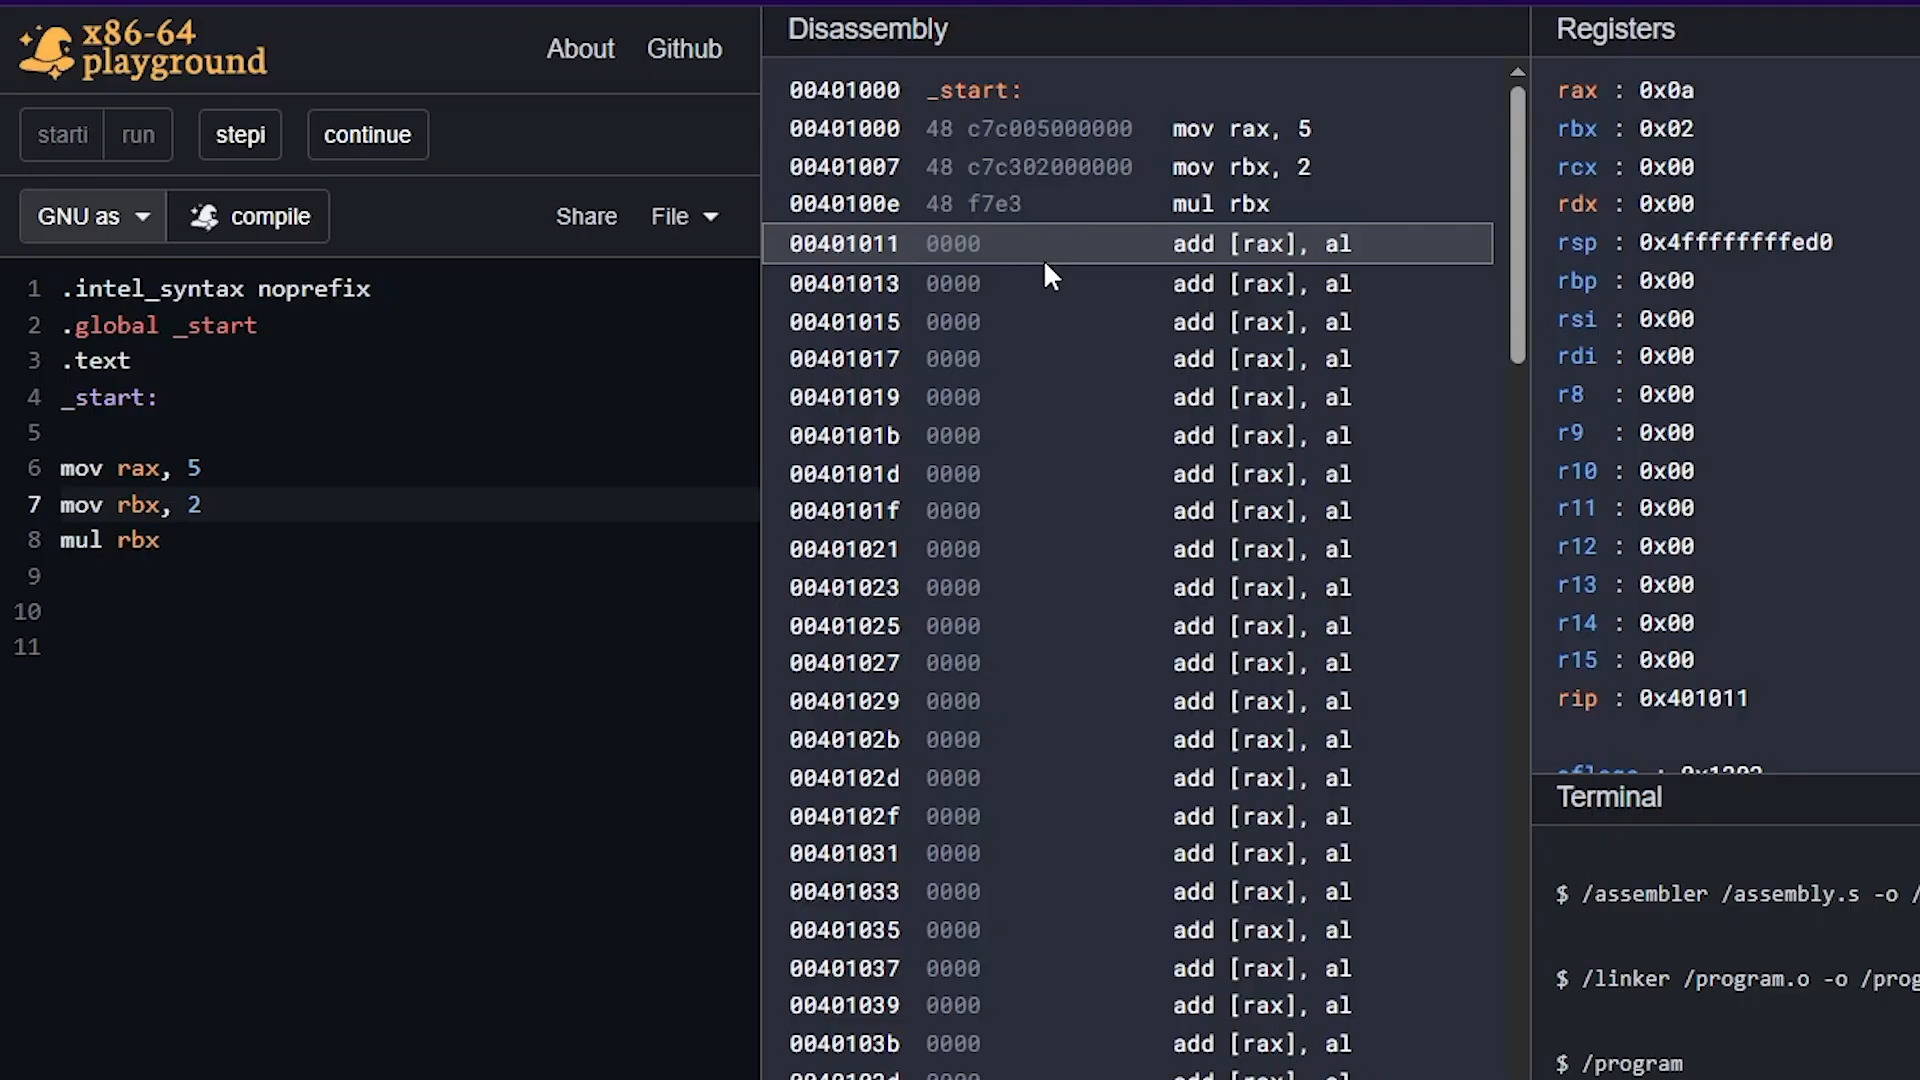 x86-64
playground
About Github
starti run stepi continue
GNU as compile Share File
1 .intel_syntax noprefix
2 .global _start
3 .text
4 _start:
5
6 mov rax, 5
7 mov rbx, 2
8 mul rbx
9
10
11
Disassembly
00401000 _start:
00401000 48 c7c005000000 mov rax, 5
00401007 48 c7c302000000 mov rbx, 2
0040100e 48 f7e3 mul rbx
00401011 0000 add [rax], al
00401013 0000 add [rax], al
00401015 0000 add [rax], al
00401017 0000 add [rax], al
00401019 0000 add [rax], al
0040101b 0000 add [rax], al
0040101d 0000 add [rax], al
0040101f 0000 add [rax], al
00401021 0000 add [rax], al
00401023 0000 add [rax], al
00401025 0000 add [rax], al
00401027 0000 add [rax], al
00401029 0000 add [rax], al
0040102b 0000 add [rax], al
0040102d 0000 add [rax], al
0040102f 0000 add [rax], al
00401031 0000 add [rax], al
00401033 0000 add [rax], al
00401035 0000 add [rax], al
00401037 0000 add [rax], al
00401039 0000 add [rax], al
0040103b 0000 add [rax], al
Registers
rax : 0x0a
rbx : 0x02
rcx : 0x00
rdx : 0x00
rsp : 0x4ffffffffed0
rbp : 0x00
rsi : 0x00
rdi : 0x00
r8 : 0x00
r9 : 0x00
r10 : 0x00
r11 : 0x00
r12 : 0x00
r13 : 0x00
r14 : 0x00
r15 : 0x00
rip : 0x401011
Terminal
$ /assembler /assembly.s -o /
$ /linker /program.o -o /prog
$ /program